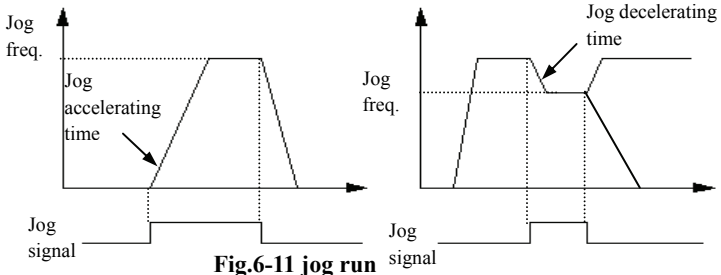 Jog
freq.
Jog
accelerating
time
Jog
signal
Jog decelerating
time
Jog
freq.
Jog
signal
Fig.6-11 jog run